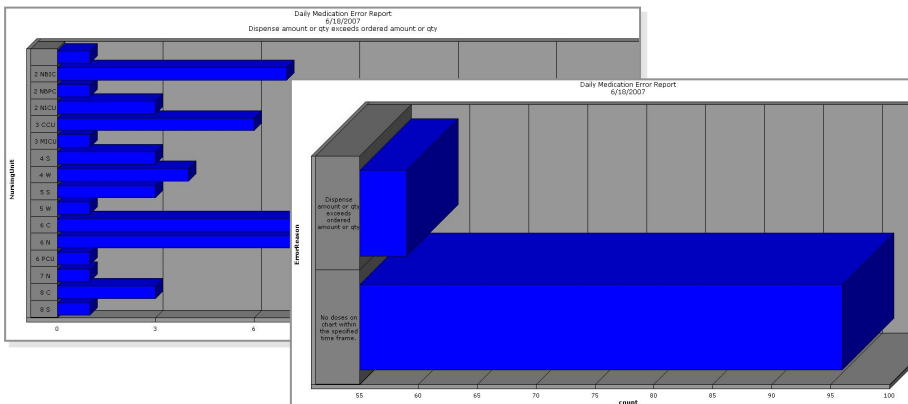 Daily Medication Error Report
6/18/2007
Dispense amount or qty exceeds ordered amount or qty
NursingUnit
2 NBIC
2 NBPC
2 NICU
3 CCU
3 MICU
4 S
4 W
5 S
5 W
6 C
6 N
6 PCU
7 N
8 C
8 S
0
3
6
Daily Medication Error Report
6/18/2007
ErrorReason
Dispense
amount or qty
exceeds
ordered
amount or qty
No doses on
chart within
the specified
time frame.
55
60
65
70
75
80
85
90
95
100
count